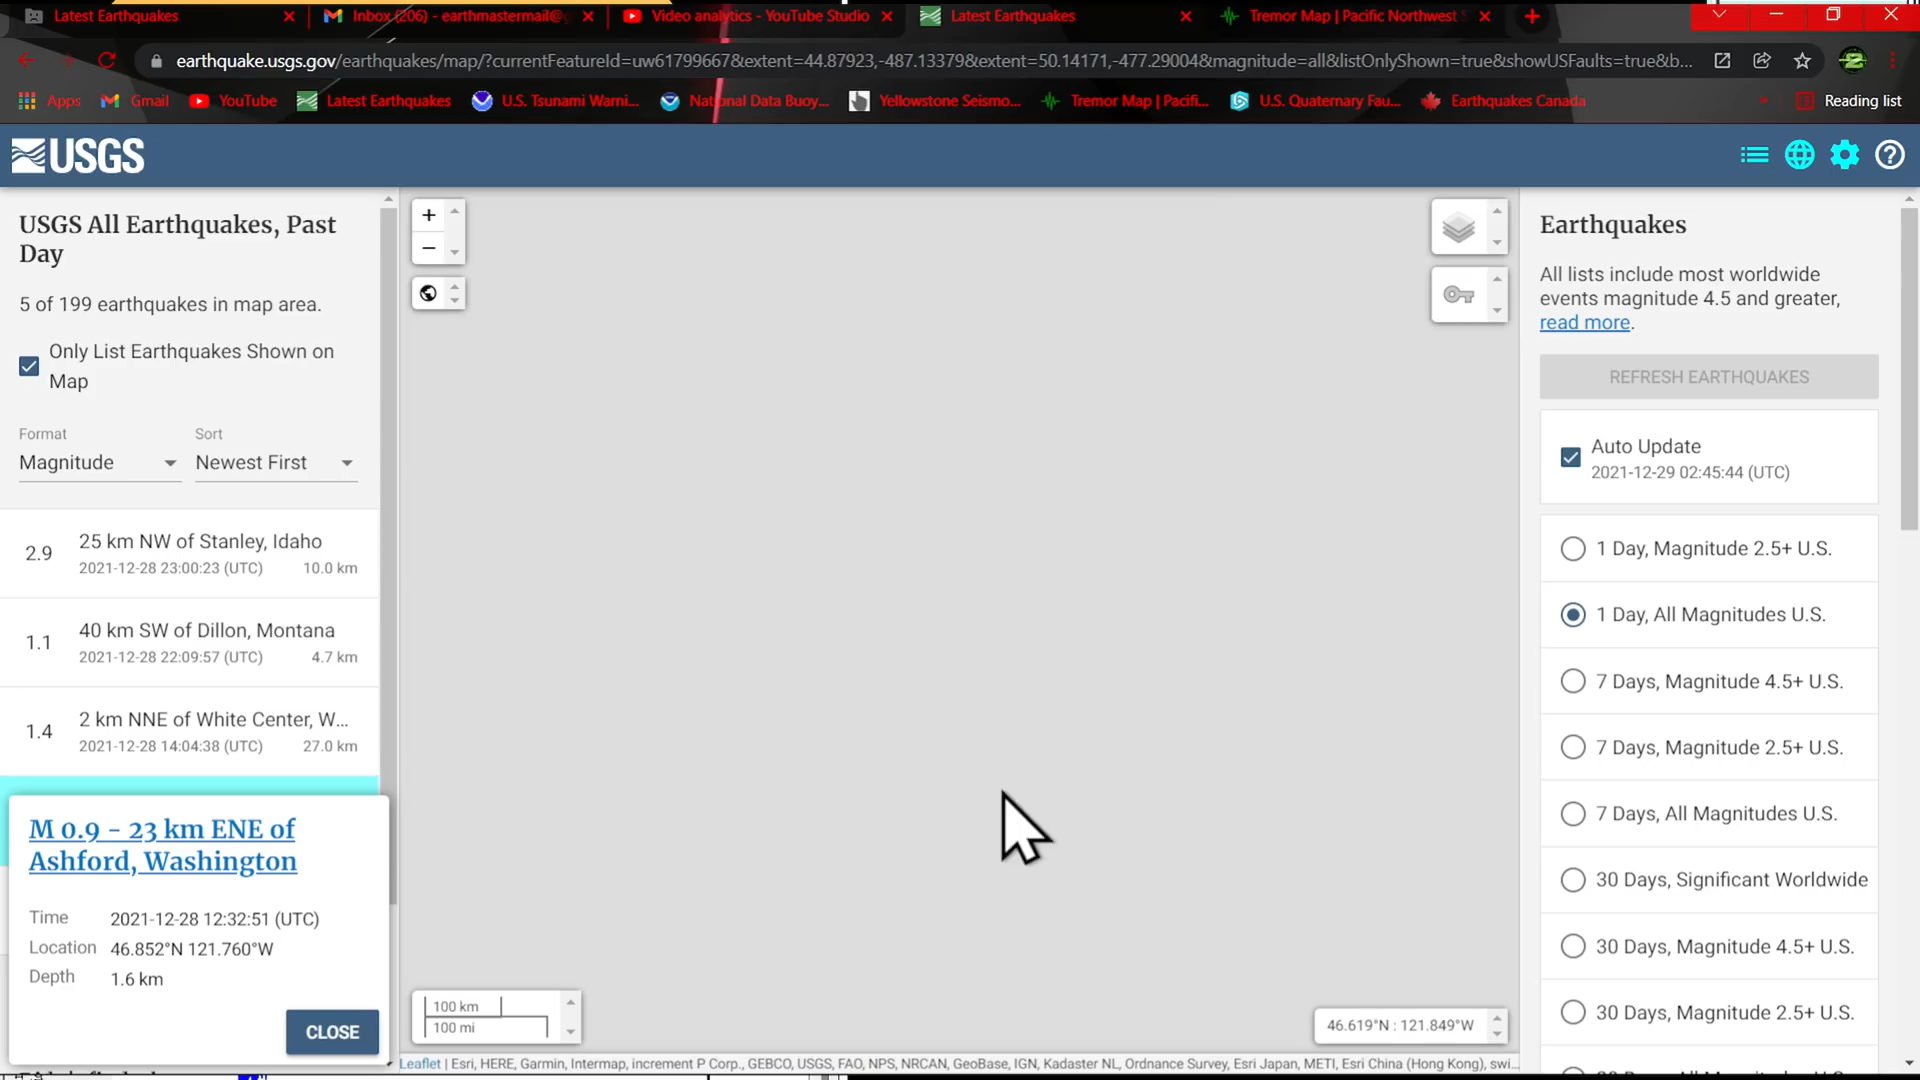 Latest Earthquakes
Inbox (206) - earthmastermail@g
Video analytics - YouTube Studio
Latest Earthquakes
Tremor Map | Pacific Northwest S
earthquake.usgs.gov/earthquakes/map/?currentFeatureId=uw61799667&extent=44.87923,-487.13379&extent=50.14171,-477.29004&magnitude=all&listOnlyShown=true&showUSFaults=true&b...
Apps
Gmail
YouTube
Latest Earthquakes
U.S. Tsunami Warni...
National Data Buoy...
Yellowstone Seismo...
Tremor Map | Pacifi...
U.S. Quaternary Fau...
Earthquakes Canada
Reading list
USGS
USGS All Earthquakes, Past
Day
5 of 199 earthquakes in map area.
Only List Earthquakes Shown on
Map
Format
Sort
Magnitude
Newest First
2.9
25 km NW of Stanley, Idaho
2021-12-28 23:00:23 (UTC) 10.0 km
1.1
40 km SW of Dillon, Montana
2021-12-28 22:09:57 (UTC) 4.7 km
1.4
2 km NNE of White Center, W...
2021-12-28 14:04:38 (UTC) 27.0 km
M 0.9 - 23 km ENE of
Ashford, Washington
Time 2021-12-28 12:32:51 (UTC)
Location 46.852°N 121.760°W
Depth 1.6 km
CLOSE
+
−
100 km
100 mi
46.619°N : 121.849°W
Leaflet | Esri, HERE, Garmin, Intermap, increment P Corp., GEBCO, USGS, FAO, NPS, NRCAN, GeoBase, IGN, Kadaster NL, Ordnance Survey, Esri Japan, METI, Esri China (Hong Kong), swi...
Earthquakes
All lists include most worldwide
events magnitude 4.5 and greater,
read more.
REFRESH EARTHQUAKES
Auto Update
2021-12-29 02:45:44 (UTC)
1 Day, Magnitude 2.5+ U.S.
1 Day, All Magnitudes U.S.
7 Days, Magnitude 4.5+ U.S.
7 Days, Magnitude 2.5+ U.S.
7 Days, All Magnitudes U.S.
30 Days, Significant Worldwide
30 Days, Magnitude 4.5+ U.S.
30 Days, Magnitude 2.5+ U.S.